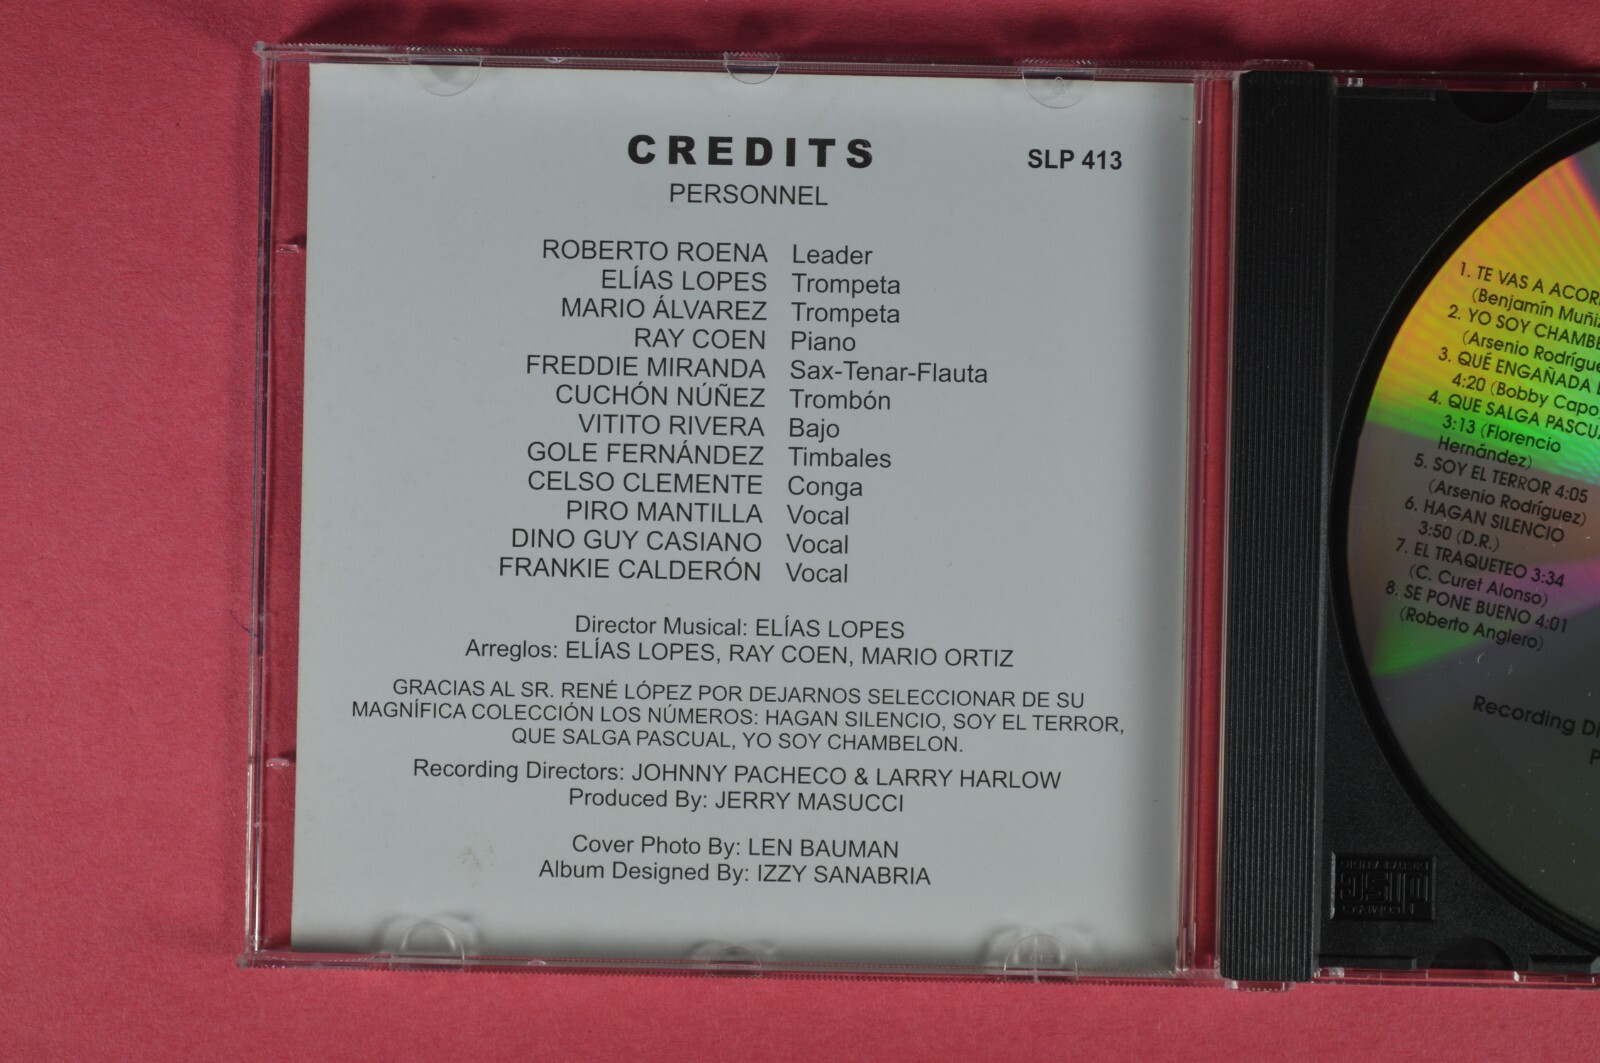 CREDITS
SLP 413
PERSONNEL
ROBERTO ROENA Leader
ELÍAS LOPES Trompeta
MARIO ÁLVAREZ Trompeta
RAY COEN Piano
FREDDIE MIRANDA Sax-Tenar-Flauta
CUCHÓN NÚÑEZ Trombón
VITITO RIVERA Bajo
GOLE FERNÁNDEZ Timbales
CELSO CLEMENTE Conga
PIRO MANTILLA Vocal
DINO GUY CASIANO Vocal
FRANKIE CALDERÓN Vocal
Director Musical: ELÍAS LOPES
Arreglos: ELÍAS LOPES, RAY COEN, MARIO ORTIZ
GRACIAS AL SR. RENÉ LÓPEZ POR DEJARNOS SELECCIONAR DE SU
MAGNÍFICA COLECCIÓN LOS NÚMEROS: HAGAN SILENCIO, SOY EL TERROR,
QUE SALGA PASCUAL, YO SOY CHAMBELON.
Recording Directors: JOHNNY PACHECO & LARRY HARLOW
Produced By: JERRY MASUCCI
Cover Photo By: LEN BAUMAN
Album Designed By: IZZY SANABRIA
1. TE VAS A
(Benjamín
2. YO SOY
(Arsenio
3. QUÉ ENGAÑADA
4:20 (Bobby Capo
4. QUE SALGA
3:13 (Florencio
Hernández)
5. SOY EL TERROR 4:05
(Arsenio Rodríguez)
6. HAGAN SILENCIO
3:50 (D.R.)
7. EL TRAQUETEO 3:34
(C. Curet Alonso)
8. SE PONE BUENO 4:01
(Roberto Anglero)
Recording